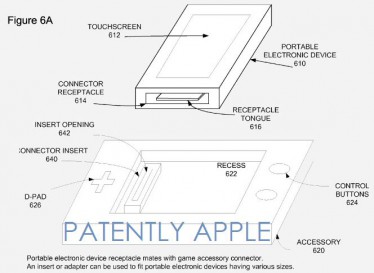 Figure 6A
TOUCHSCREEN
612
PORTABLE
ELECTRONIC DEVICE
610
CONNECTOR
RECEPTACLE
614
RECEPTACLE
TONGUE
616
INSERT OPENING
642
CONNECTOR INSERT
640
RECESS
622
CONTROL
BUTTONS
624
D-PAD
626
PATENTLY APPLE
ACCESSORY
620
Portable electronic device receptacle mates with game accessory connector.
An insert or adapter can be used to fit portable electronic devices having various sizes.